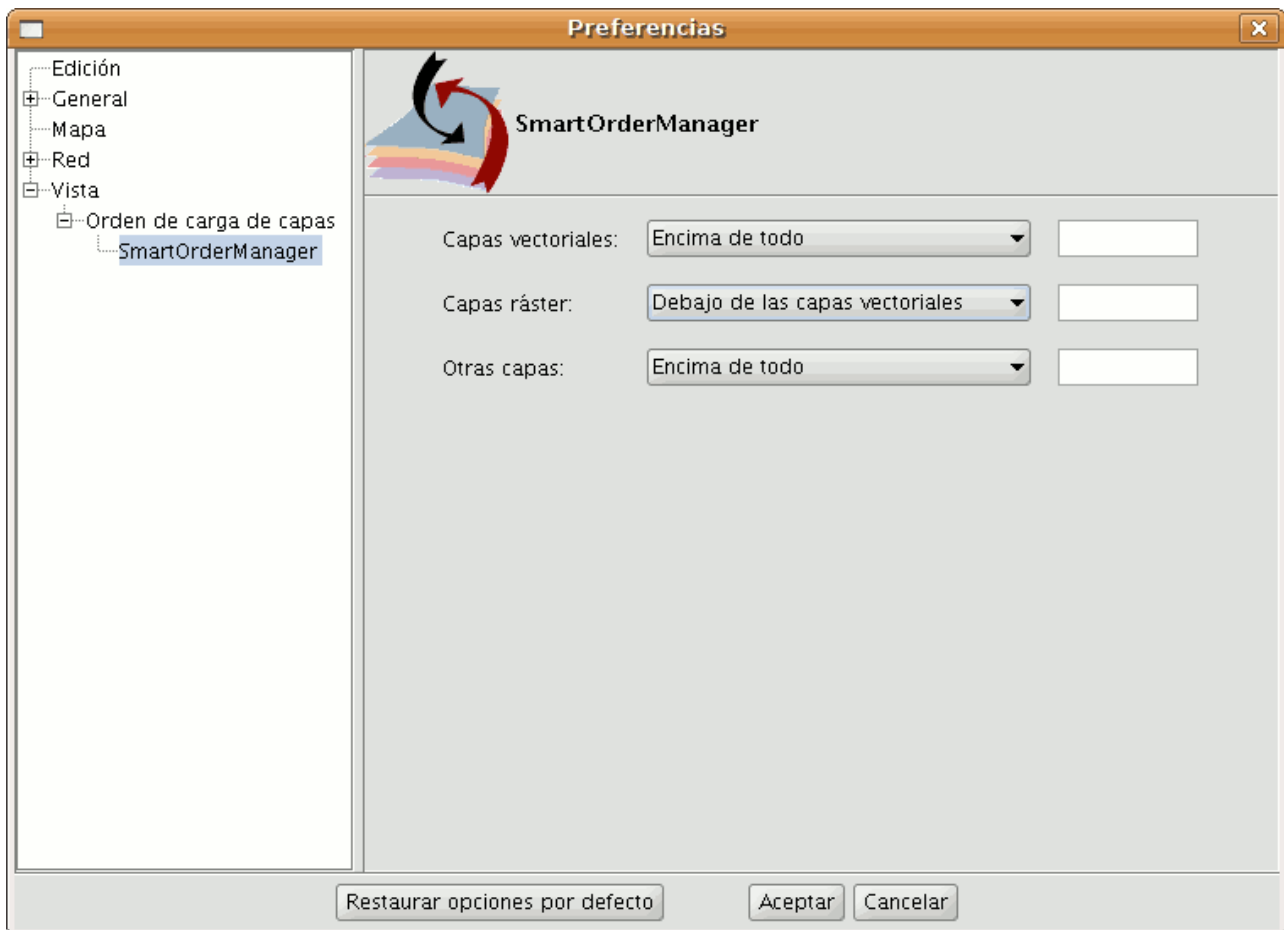 Preferencias
Edición
General
Mapa
Red
Vista
Orden de carga de capas
SmartOrderManager
SmartOrderManager
Capas vectoriales: Encima de todo
Capas ráster: Debajo de las capas vectoriales
Otras capas: Encima de todo
Restaurar opciones por defecto Aceptar Cancelar